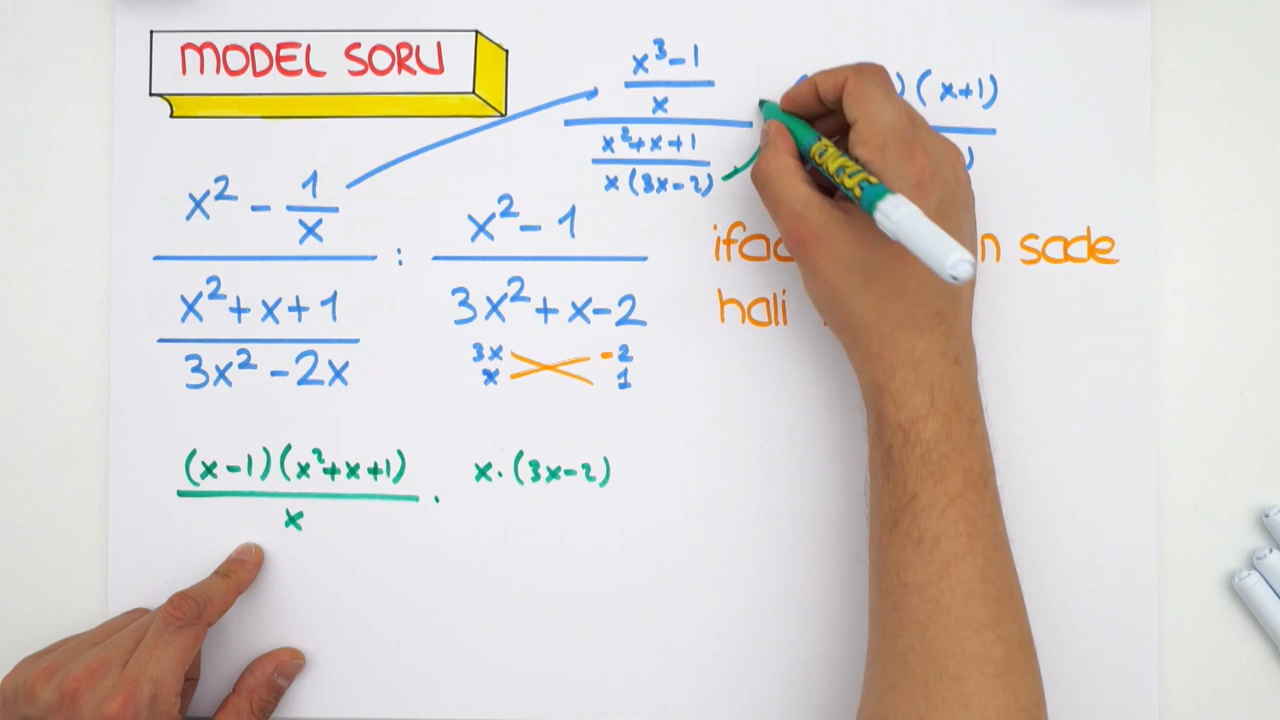 MODEL SORU
x² - 1/x
x² + x + 1
3x² - 2x
:
x² - 1
3x² + x - 2
3x -2
x 1
x³ - 1
x
x² + x + 1
x (3x - 2)
) (x+1)
)
sade
hali
(x - 1)(x² + x + 1)
x
· x · (3x - 2)